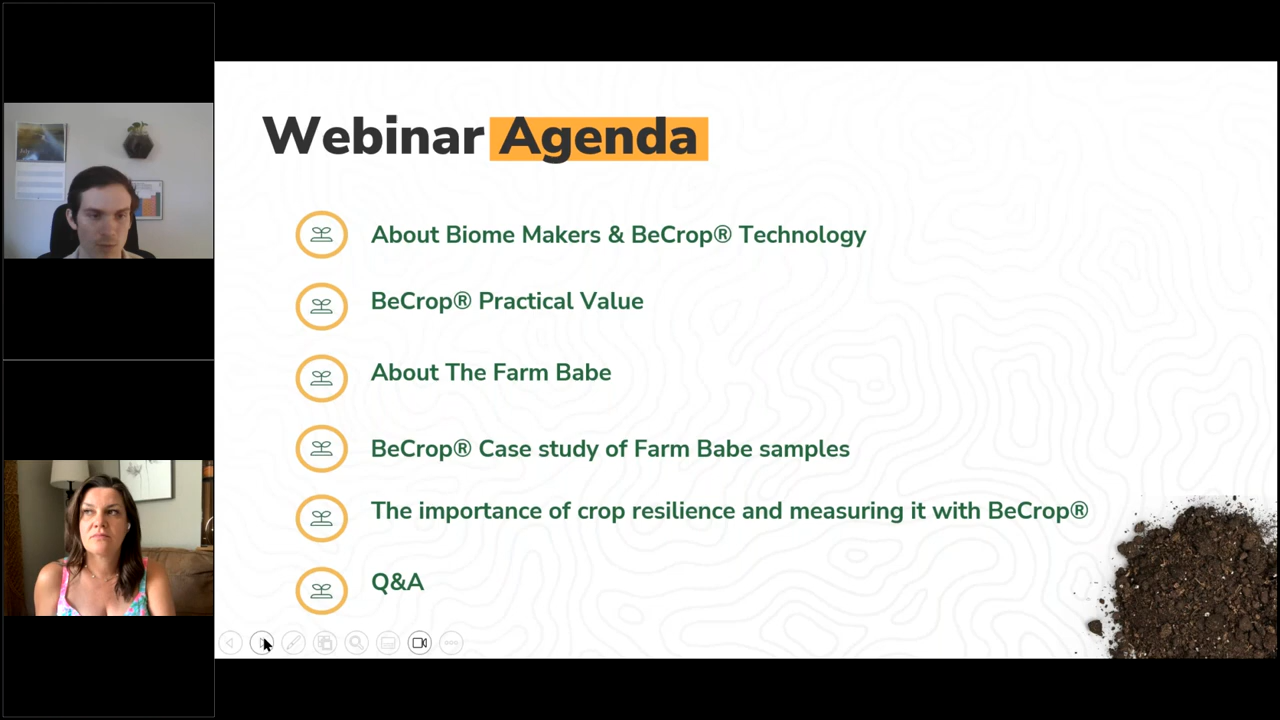 Webinar Agenda
About Biome Makers & BeCrop® Technology
BeCrop® Practical Value
About The Farm Babe
BeCrop® Case study of Farm Babe samples
The importance of crop resilience and measuring it with BeCrop®
Q&A